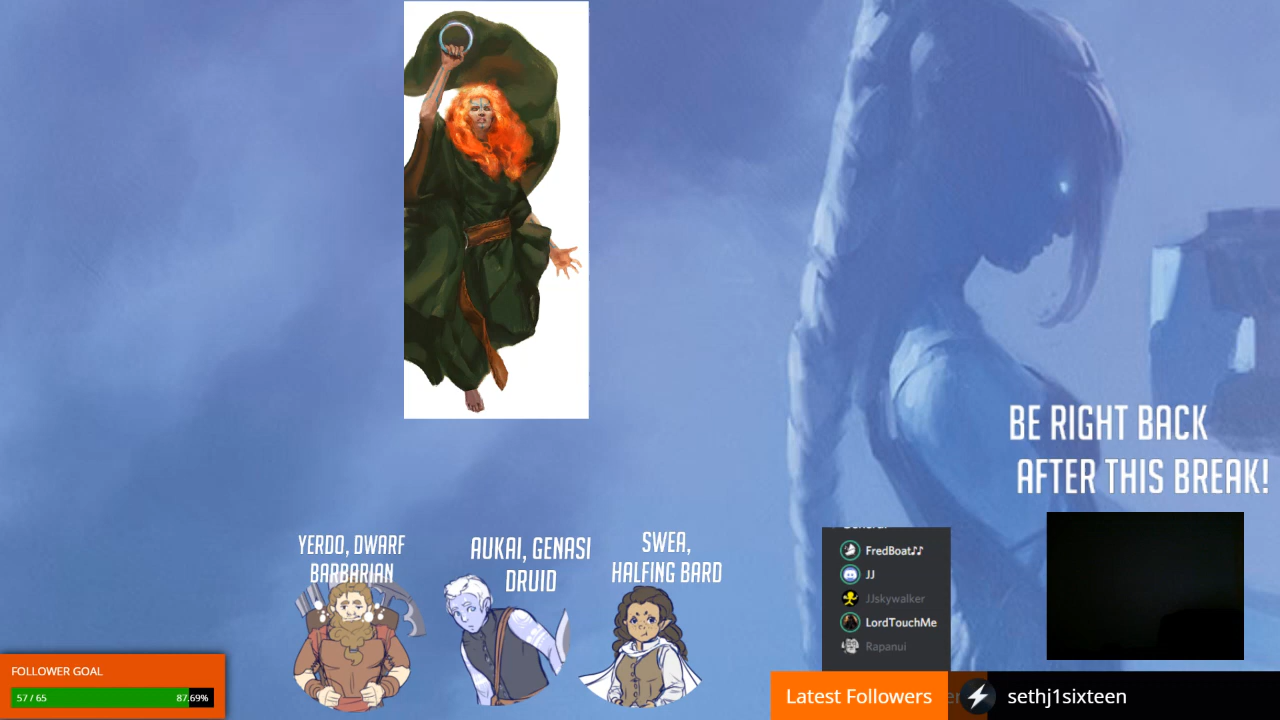 BE RIGHT BACK
AFTER THIS BREAK!
YERDO, DWARF
BARBARIAN
AUKAI, GENASI
DRUID
SWEA,
HALFING BARD
FredBoat♪♪
JJ
JJskywalker
LordTouchMe
Rapanui
FOLLOWER GOAL
57 / 65
87.69%
Latest Followers
sethj1sixteen